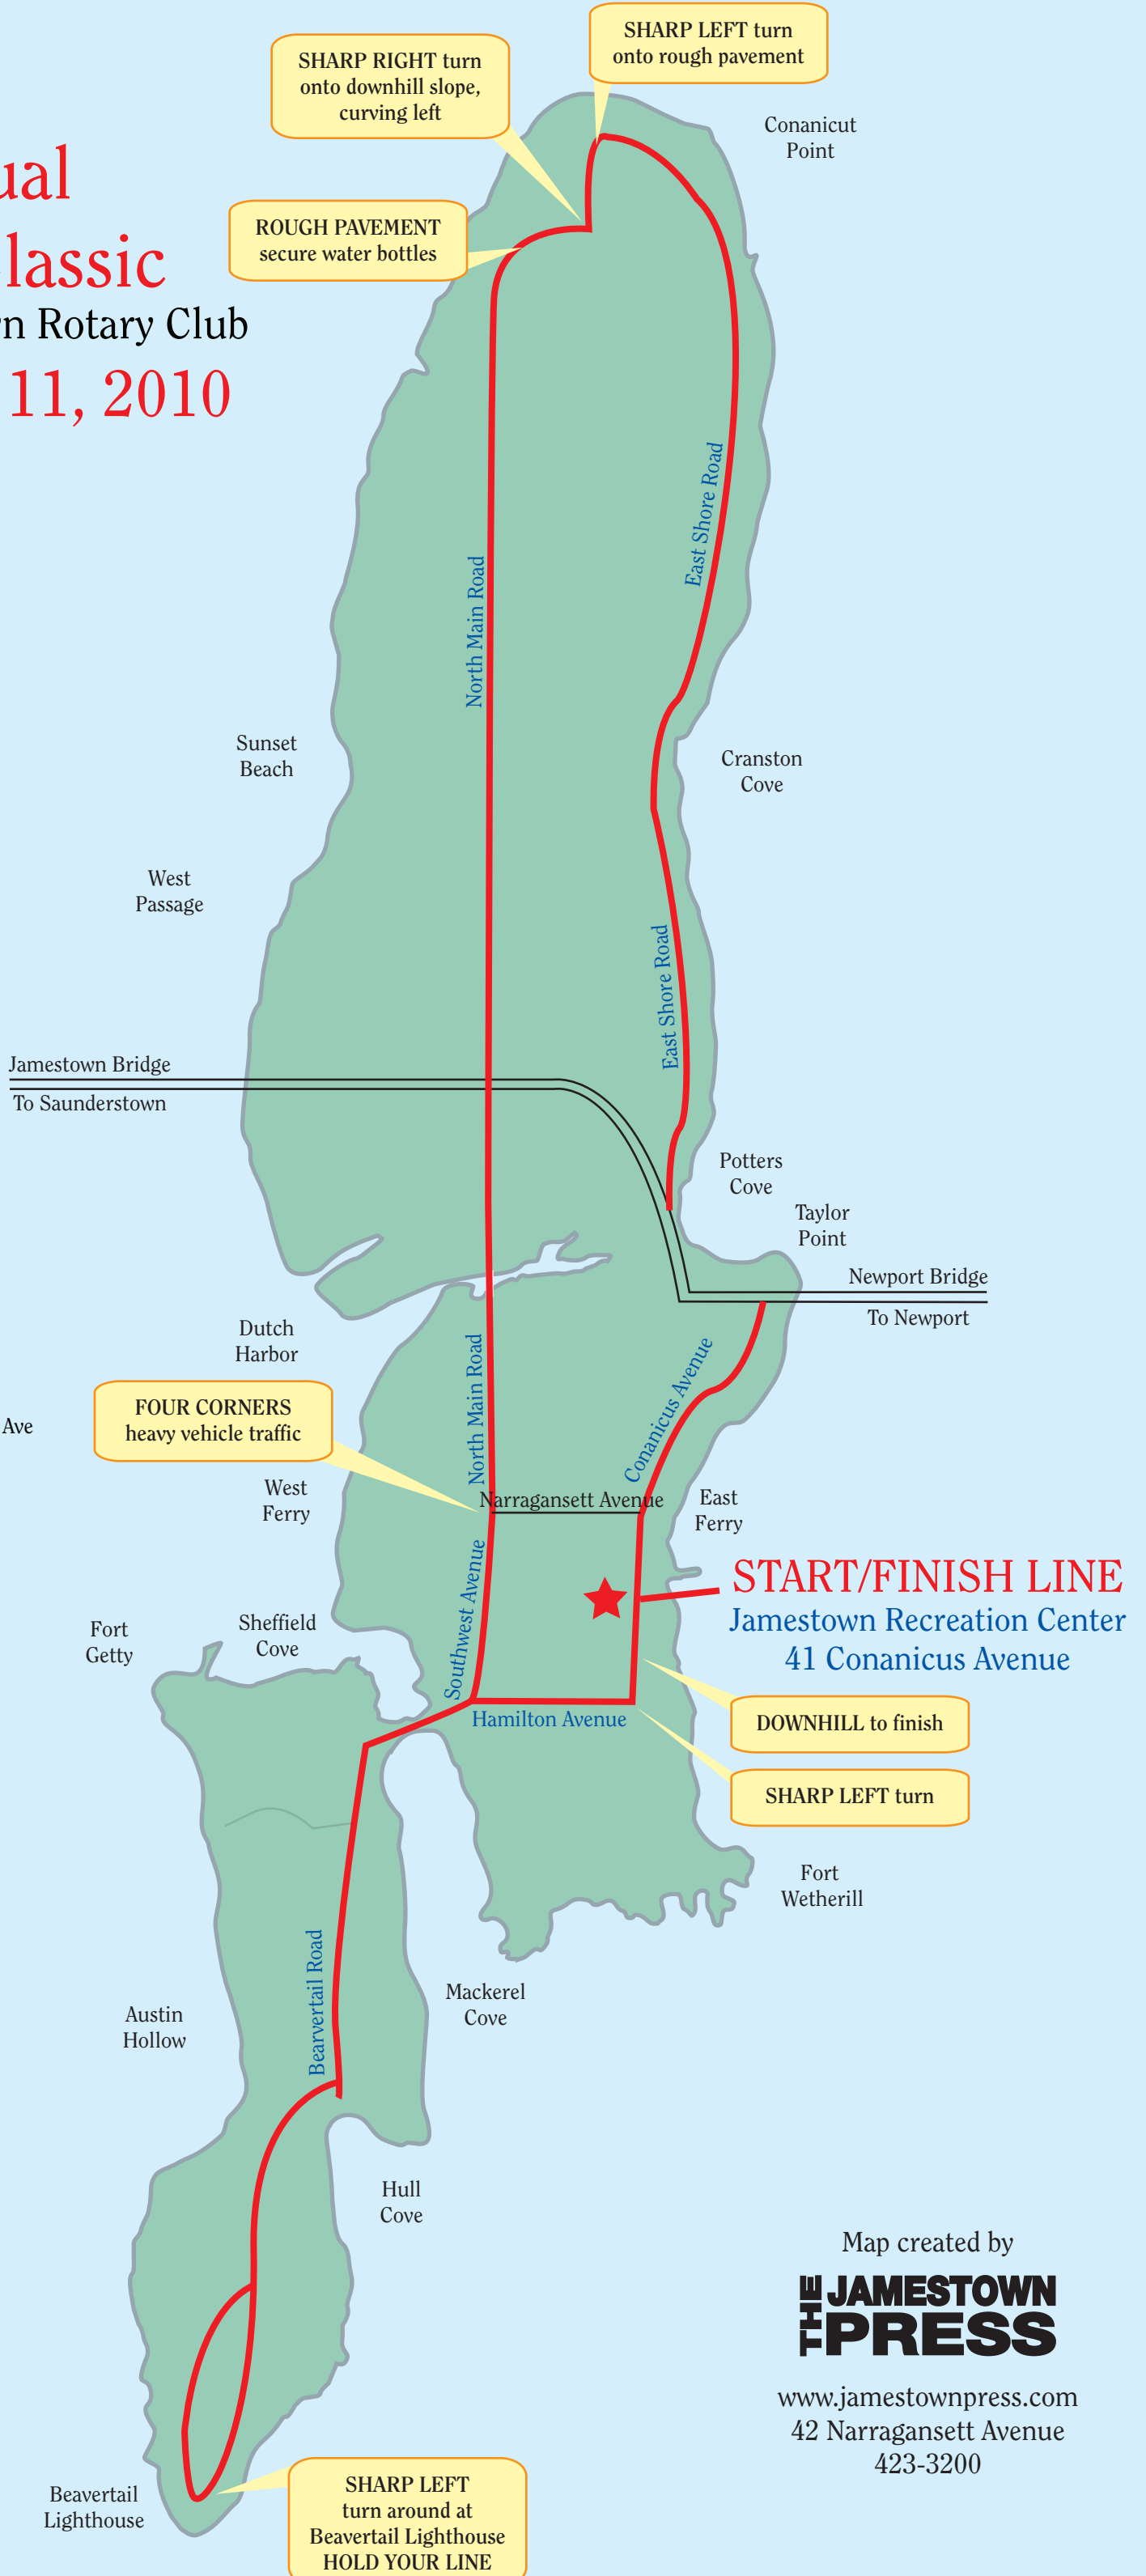 SHARP LEFT turn
onto rough pavement
SHARP RIGHT turn
onto downhill slope,
curving left
Conanicut
Point
ual
lassic
n Rotary Club
11, 2010
ROUGH PAVEMENT
secure water bottles
East Shore Road
North Main Road
Sunset
Beach
Cranston
Cove
West
Passage
East Shore Road
Jamestown Bridge
To Saunderstown
Potters
Cove
Taylor
Point
Newport Bridge
To Newport
Dutch
Harbor
North Main Road
Conanicus Avenue
FOUR CORNERS
heavy vehicle traffic
Ave
West
Ferry
Narragansett Avenue
East
Ferry
Southwest Avenue
START/FINISH LINE
Jamestown Recreation Center
41 Conanicus Avenue
Fort
Getty
Sheffield
Cove
Hamilton Avenue
DOWNHILL to finish
SHARP LEFT turn
Fort
Wetherill
Bearvertail Road
Mackerel
Cove
Austin
Hollow
Hull
Cove
Map created by
THE JAMESTOWN
PRESS
www.jamestownpress.com
42 Narragansett Avenue
423-3200
Beavertail
Lighthouse
SHARP LEFT
turn around at
Beavertail Lighthouse
HOLD YOUR LINE